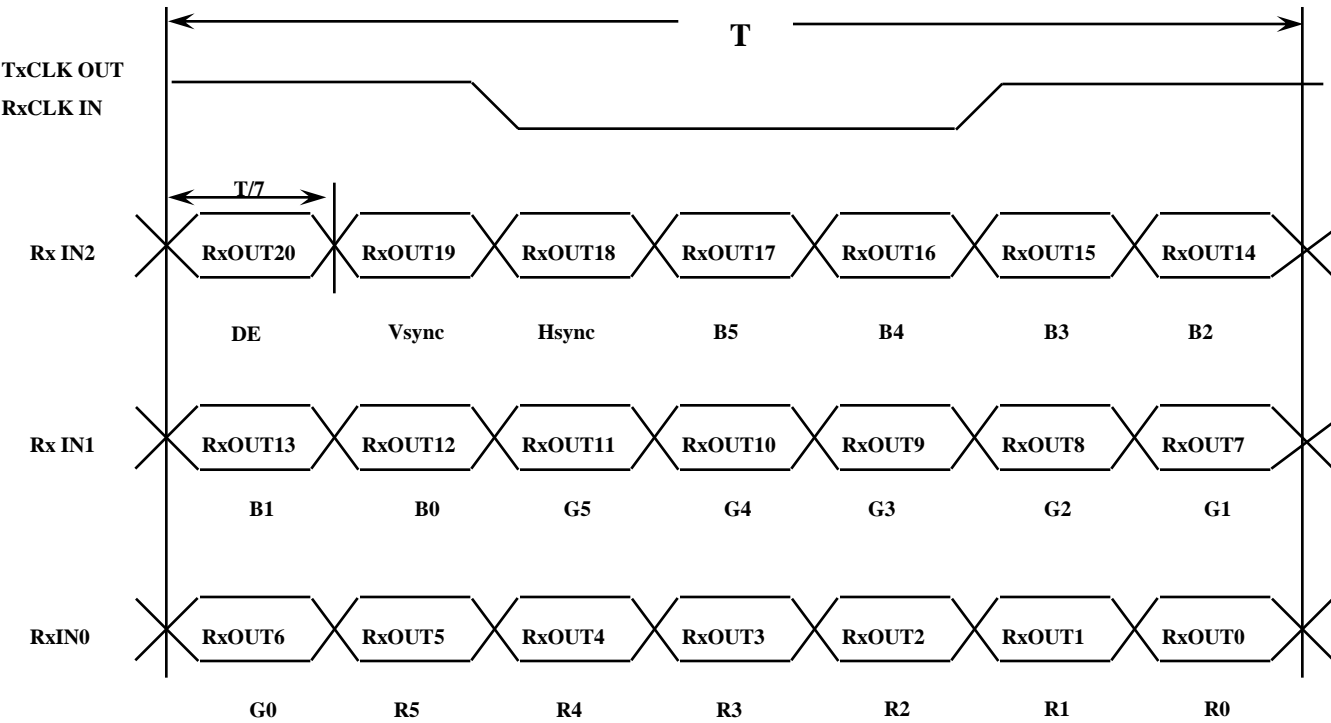 T
TxCLK OUT
RxCLK IN
T/7
Rx IN2 RxOUT20 RxOUT19 RxOUT18 RxOUT17 RxOUT16 RxOUT15 RxOUT14
DE Vsync Hsync B5 B4 B3 B2
Rx IN1 RxOUT13 RxOUT12 RxOUT11 RxOUT10 RxOUT9 RxOUT8 RxOUT7
B1 B0 G5 G4 G3 G2 G1
RxIN0 RxOUT6 RxOUT5 RxOUT4 RxOUT3 RxOUT2 RxOUT1 RxOUT0
G0 R5 R4 R3 R2 R1 R0